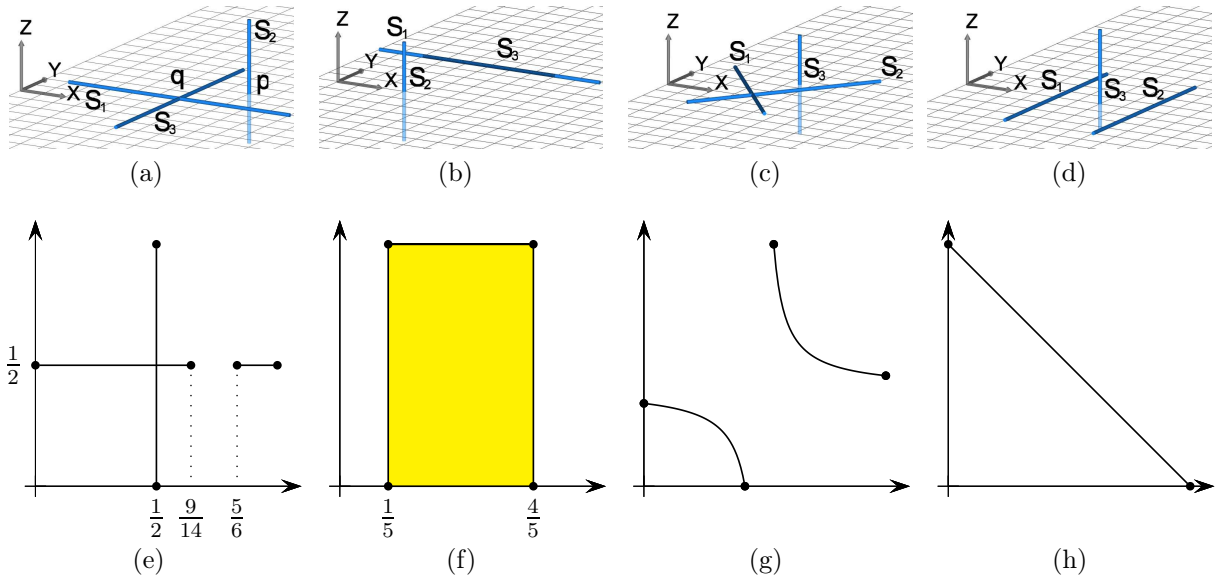 Z
Y
X
S₁
q
S₃
S₂
p
(a)
Z
Y
X
S₁
S₂
S₃
(b)
Z
Y
X
S₁
S₃
S₂
(c)
Z
Y
X
S₁
S₃
S₂
(d)
1/2
1/2 9/14 5/6
(e)
1/5 4/5
(f)
(g)
(h)